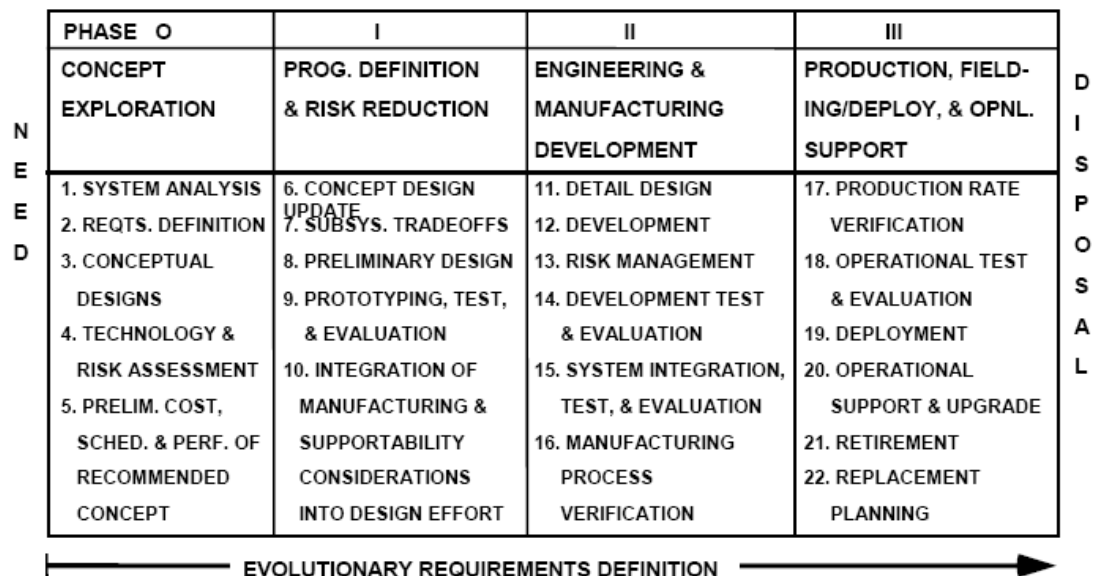 PHASE O
I
II
III
CONCEPT
EXPLORATION
PROG. DEFINITION
& RISK REDUCTION
ENGINEERING &
MANUFACTURING
DEVELOPMENT
PRODUCTION, FIELD-
ING/DEPLOY, & OPNL.
SUPPORT
NEED
1. SYSTEM ANALYSIS
2. REQTS. DEFINITION
3. CONCEPTUAL
DESIGNS
4. TECHNOLOGY &
RISK ASSESSMENT
5. PRELIM. COST,
SCHED. & PERF. OF
RECOMMENDED
CONCEPT
6. CONCEPT DESIGN
UPDATE
7. SUBSYS. TRADEOFFS
8. PRELIMINARY DESIGN
9. PROTOTYPING, TEST,
& EVALUATION
10. INTEGRATION OF
MANUFACTURING &
SUPPORTABILITY
CONSIDERATIONS
INTO DESIGN EFFORT
11. DETAIL DESIGN
12. DEVELOPMENT
13. RISK MANAGEMENT
14. DEVELOPMENT TEST
& EVALUATION
15. SYSTEM INTEGRATION,
TEST, & EVALUATION
16. MANUFACTURING
PROCESS
VERIFICATION
17. PRODUCTION RATE
VERIFICATION
18. OPERATIONAL TEST
& EVALUATION
19. DEPLOYMENT
20. OPERATIONAL
SUPPORT & UPGRADE
21. RETIREMENT
22. REPLACEMENT
PLANNING
DISPOSAL
EVOLUTIONARY REQUIREMENTS DEFINITION